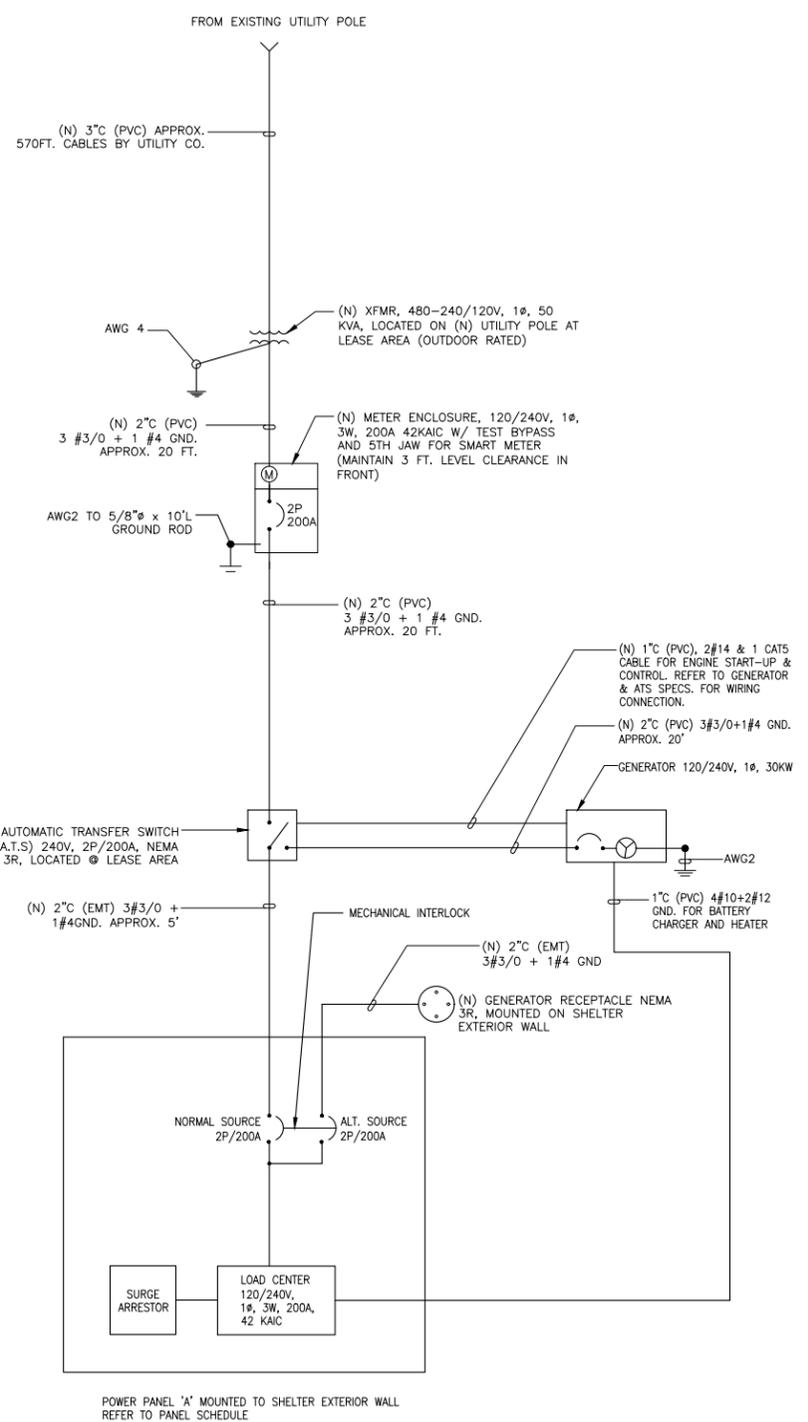 FROM EXISTING UTILITY POLE
(N) 3"C (PVC) APPROX.
570FT. CABLES BY UTILITY CO.
(N) XFMR, 480-240/120V, 1ø, 50
KVA, LOCATED ON (N) UTILITY POLE AT
LEASE AREA (OUTDOOR RATED)
AWG 4
(N) 2"C (PVC)
3 #3/0 + 1 #4 GND.
APPROX. 20 FT.
(N) METER ENCLOSURE, 120/240V, 1ø,
3W, 200A 42KAIC W/ TEST BYPASS
AND 5TH JAW FOR SMART METER
(MAINTAIN 3 FT. LEVEL CLEARANCE IN
FRONT)
M
2P
200A
AWG2 TO 5/8"ø x 10'L
GROUND ROD
(N) 2"C (PVC)
3 #3/0 + 1 #4 GND.
APPROX. 20 FT.
(N) 1"C (PVC), 2#14 & 1 CAT5
CABLE FOR ENGINE START-UP &
CONTROL. REFER TO GENERATOR
& ATS SPECS. FOR WIRING
CONNECTION.
(N) 2"C (PVC) 3#3/0+1#4 GND.
APPROX. 20'
GENERATOR 120/240V, 1ø, 30KW
AUTOMATIC TRANSFER SWITCH
A.T.S) 240V, 2P/200A, NEMA
3R, LOCATED @ LEASE AREA
AWG2
(N) 2"C (EMT) 3#3/0 +
1#4GND. APPROX. 5'
1"C (PVC) 4#10+2#12
GND. FOR BATTERY
CHARGER AND HEATER
MECHANICAL INTERLOCK
(N) 2"C (EMT)
3#3/0 + 1#4 GND
(N) GENERATOR RECEPTACLE NEMA
3R, MOUNTED ON SHELTER
EXTERIOR WALL
NORMAL SOURCE
2P/200A
ALT. SOURCE
2P/200A
SURGE
ARRESTOR
LOAD CENTER
120/240V,
1ø, 3W, 200A,
42 KAIC
POWER PANEL 'A' MOUNTED TO SHELTER EXTERIOR WALL
REFER TO PANEL SCHEDULE